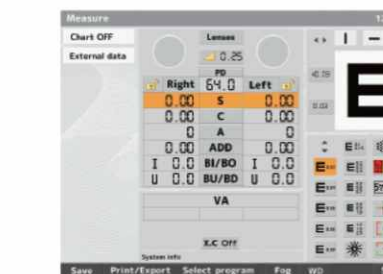 Measure
Chart OFF
External data
Lenses
0.25
PD
Right 64.0 Left
0.00 S 0.00
0.00 C 0.00
0 A 0
0.00 ADD 0.00
I 0.0 BI/BO I 0.0
U 0.0 BU/BD U 0.0
VA
X.C Off
System info
Save Print/Export Select program Fog WD
E